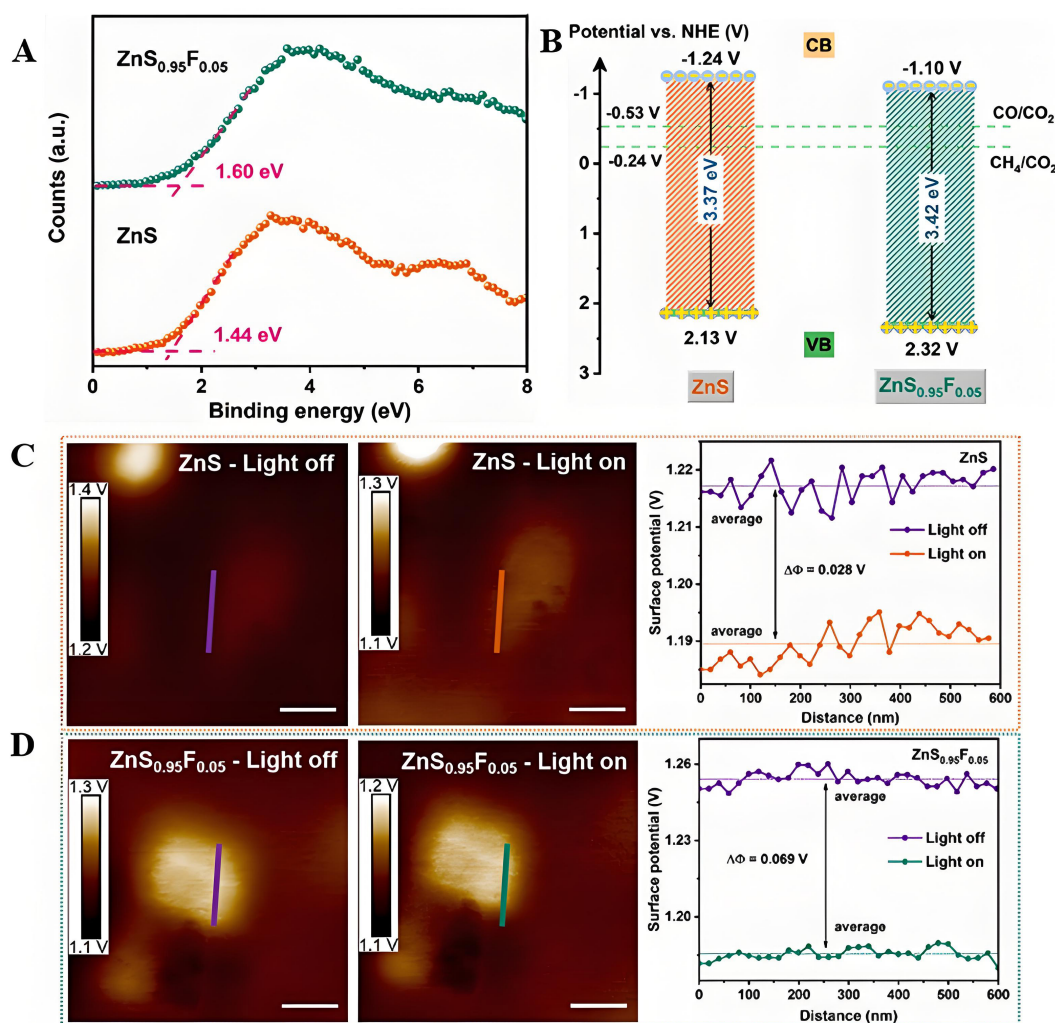 A
ZnS₀.₉₅F₀.₀₅
1.60 eV
ZnS
1.44 eV
Counts (a.u.)
0 2 4 6 8
Binding energy (eV)
B
Potential vs. NHE (V)
CB
-1.24 V
-1.10 V
-1
0
1
2
3
-0.53 V
-0.24 V
CO/CO₂
CH₄/CO₂
3.37 eV
3.42 eV
2.13 V
2.32 V
VB
ZnS
ZnS₀.₉₅F₀.₀₅
C
ZnS - Light off
1.4 V
1.2 V
ZnS - Light on
1.3 V
1.1 V
ZnS
Surface potential (V)
1.22
1.21
1.20
1.19
average
Light off
Light on
ΔΦ = 0.028 V
average
0 100 200 300 400 500 600
Distance (nm)
D
ZnS₀.₉₅F₀.₀₅ - Light off
1.3 V
1.1 V
ZnS₀.₉₅F₀.₀₅ - Light on
1.2 V
1.1 V
ZnS₀.₉₅F₀.₀₅
Surface potential (V)
1.26
1.23
1.20
average
Light off
Light on
ΔΦ = 0.069 V
average
0 100 200 300 400 500 600
Distance (nm)